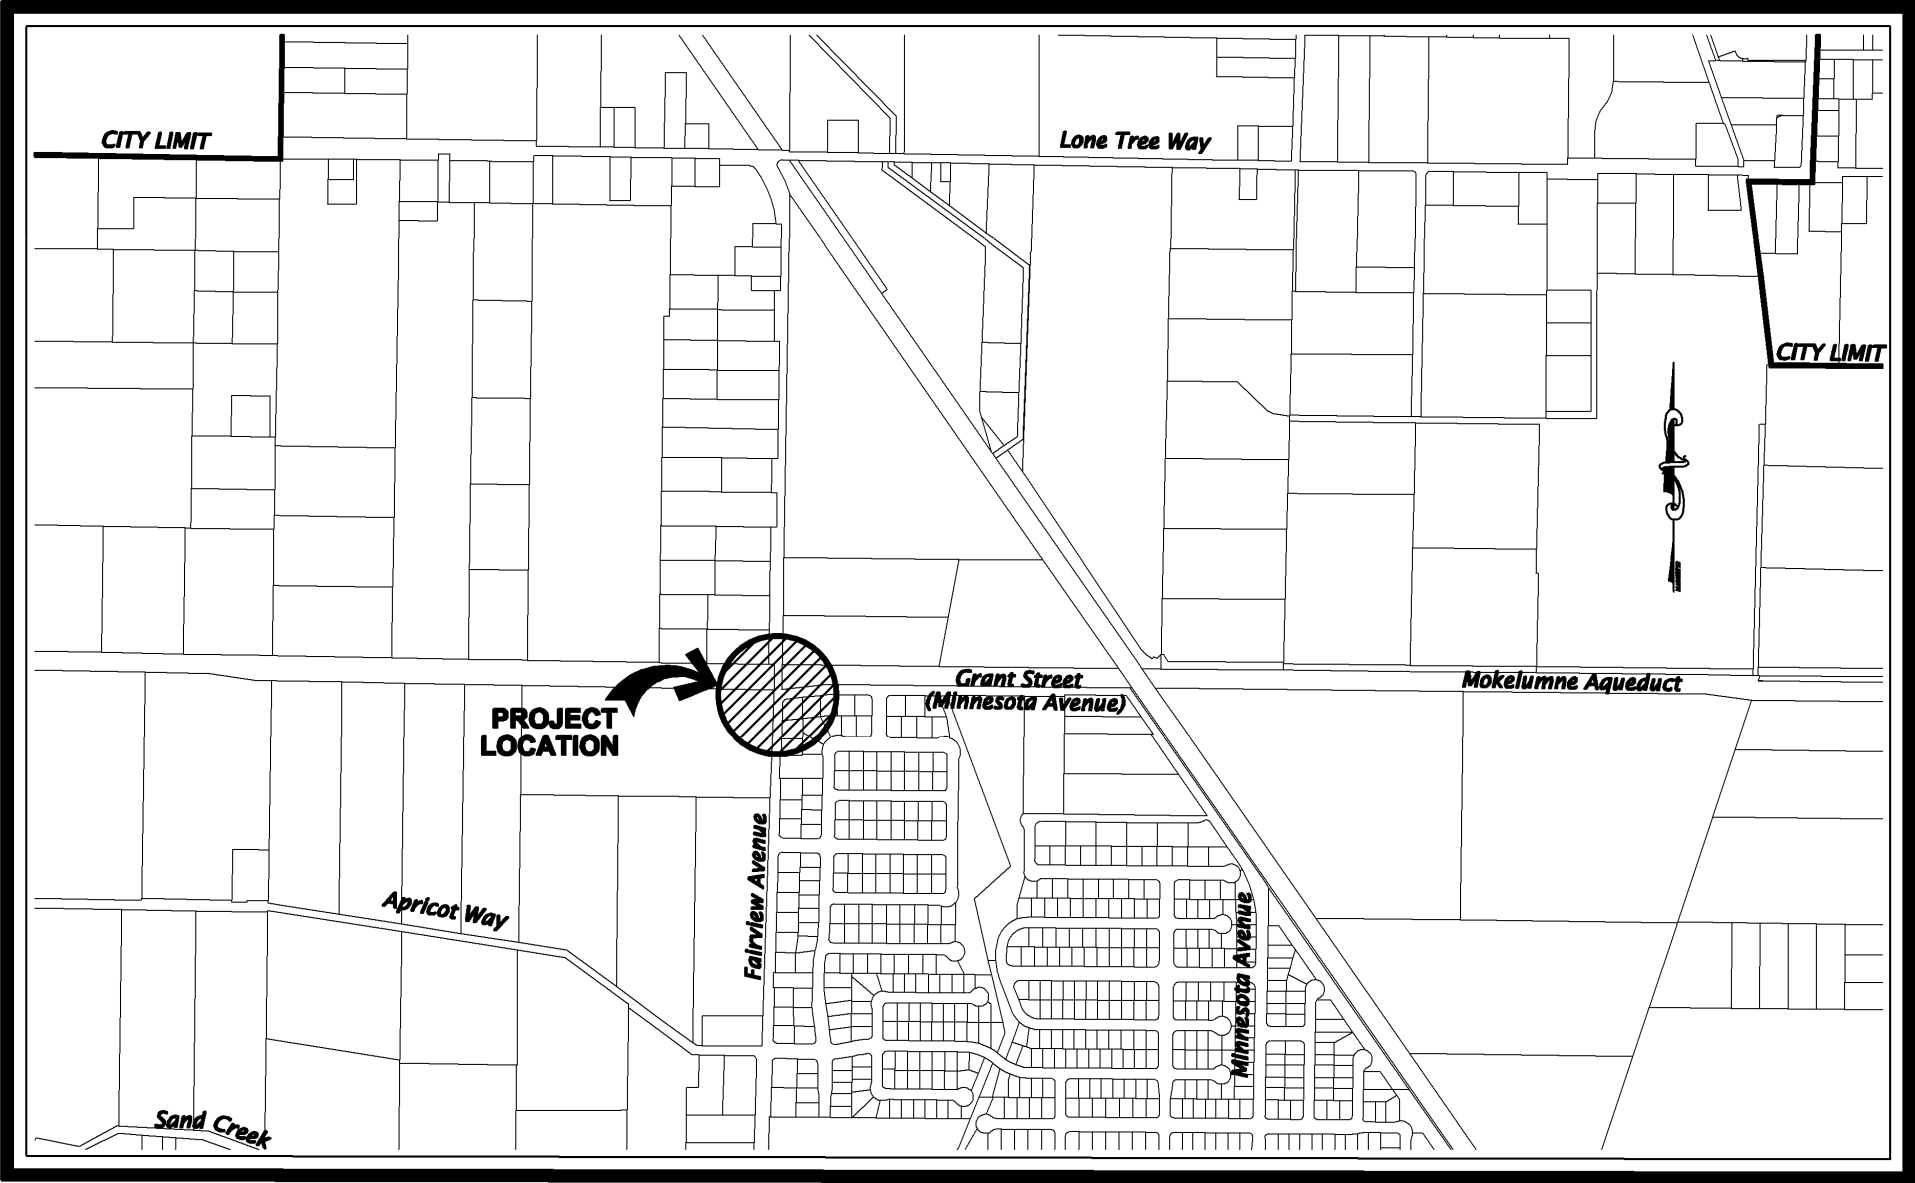 CITY LIMIT
Lone Tree Way
CITY LIMIT
Grant Street
(Minnesota Avenue)
Mokelumne Aqueduct
PROJECT
LOCATION
Fairview Avenue
Apricot Way
Minnesota Avenue
Sand Creek